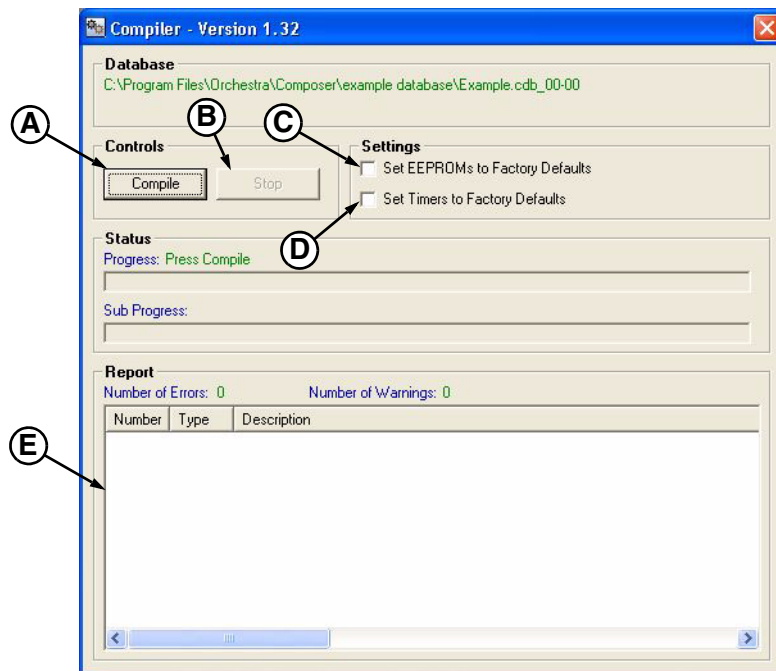 Compiler - Version 1.32
Database
C:\Program Files\Orchestra\Composer\example database\Example.cdb_00-00
A
B
C
Controls
Settings
Compile
Stop
Set EEPROMs to Factory Defaults
Set Timers to Factory Defaults
D
Status
Progress: Press Compile
Sub Progress:
Report
Number of Errors: 0 Number of Warnings: 0
Number Type Description
E